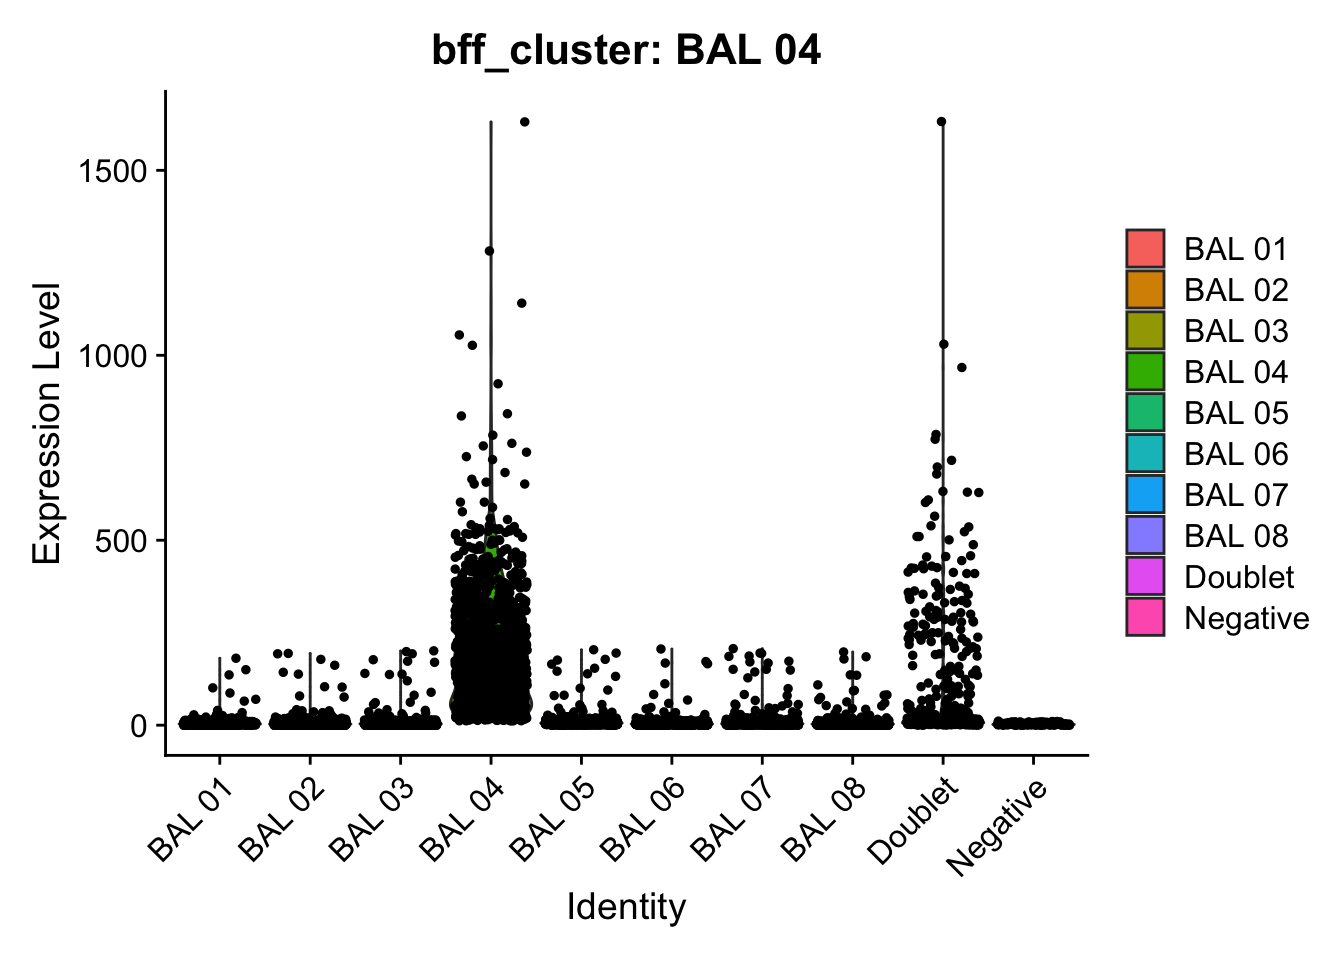 bff_cluster: BAL 04
Expression Level
1500
1000
500
0
BAL 01
BAL 02
BAL 03
BAL 04
BAL 05
BAL 06
BAL 07
BAL 08
Doublet
Negative
Identity
BAL 01
BAL 02
BAL 03
BAL 04
BAL 05
BAL 06
BAL 07
BAL 08
Doublet
Negative